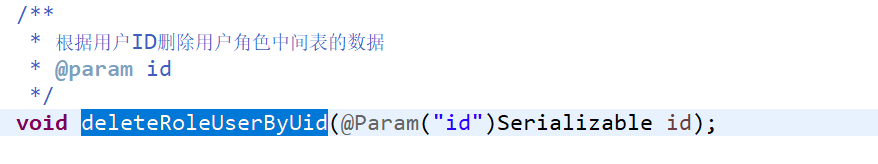 /**
 * 根据用户ID删除用户角色中间表的数据
 * @param id
 */
void deleteRoleUserByUid(@Param("id")Serializable id);